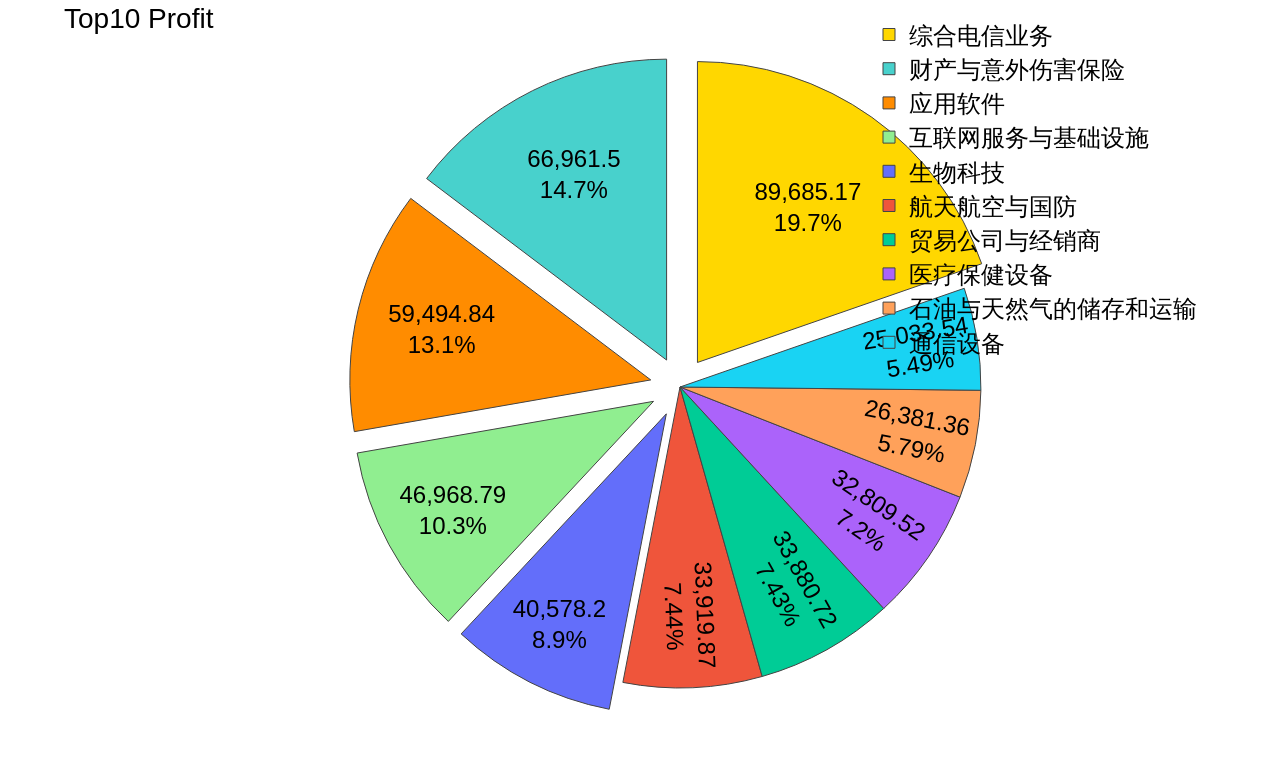 Top10 Profit
综合电信业务
财产与意外伤害保险
应用软件
互联网服务与基础设施
生物科技
航天航空与国防
贸易公司与经销商
医疗保健设备
石油与天然气的储存和运输
通信设备
89,685.17
19.7%
66,961.5
14.7%
59,494.84
13.1%
46,968.79
10.3%
40,578.2
8.9%
33,919.87
7.44%
33,880.72
7.43%
32,809.52
7.2%
26,381.36
5.79%
25,033.54
5.49%